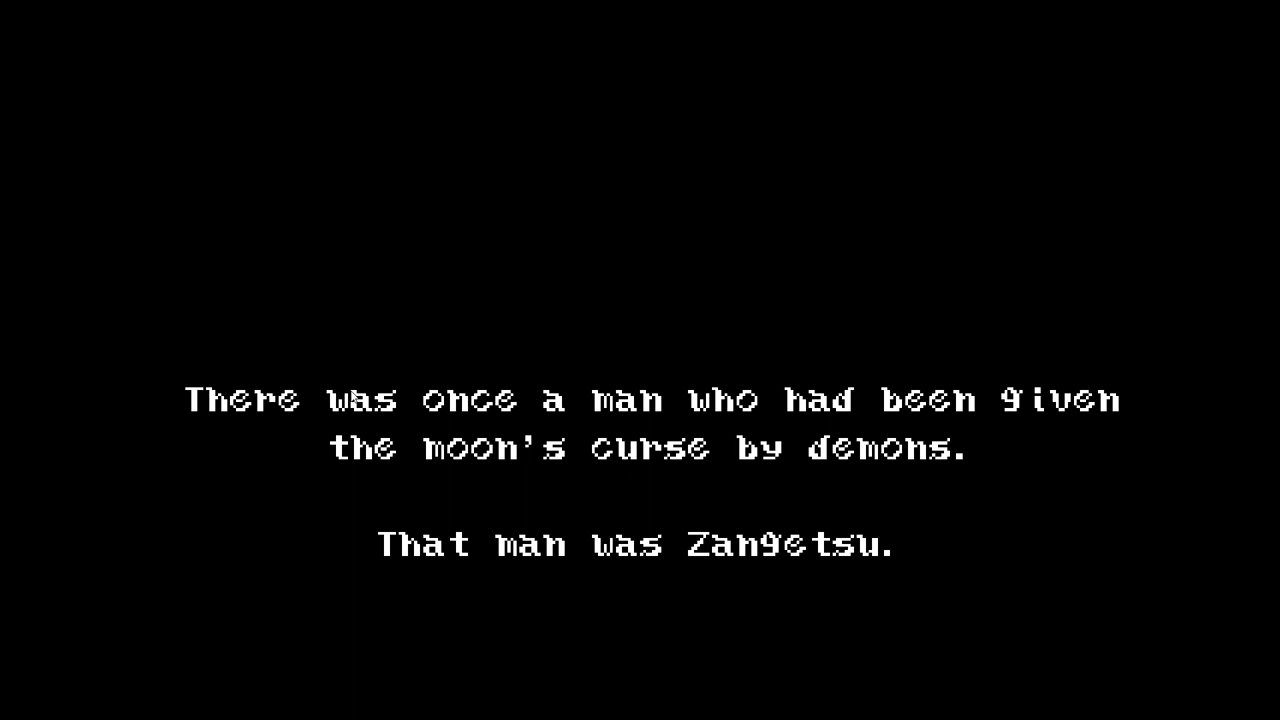 There was once a man who had been given
the moon's curse by demons.
That man was Zangetsu.